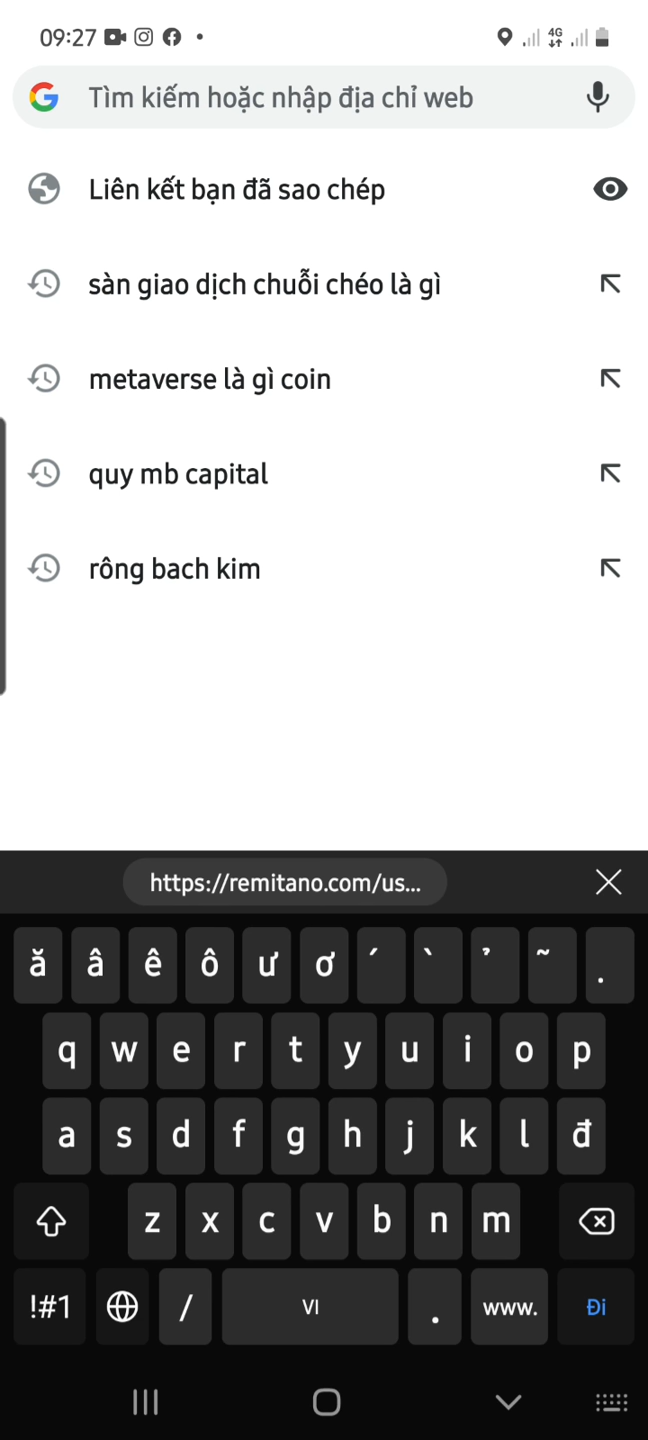 09:27
4G
Tìm kiếm hoặc nhập địa chỉ web
Liên kết bạn đã sao chép
sàn giao dịch chuỗi chéo là gì
metaverse là gì coin
quy mb capital
rông bach kim
https://remitano.com/us...
ă â ê ô ư ơ ´ ` ̉ ~ .
q w e r t y u i o p
a s d f g h j k l đ
z x c v b n m
!#1 / VI . www. Đi